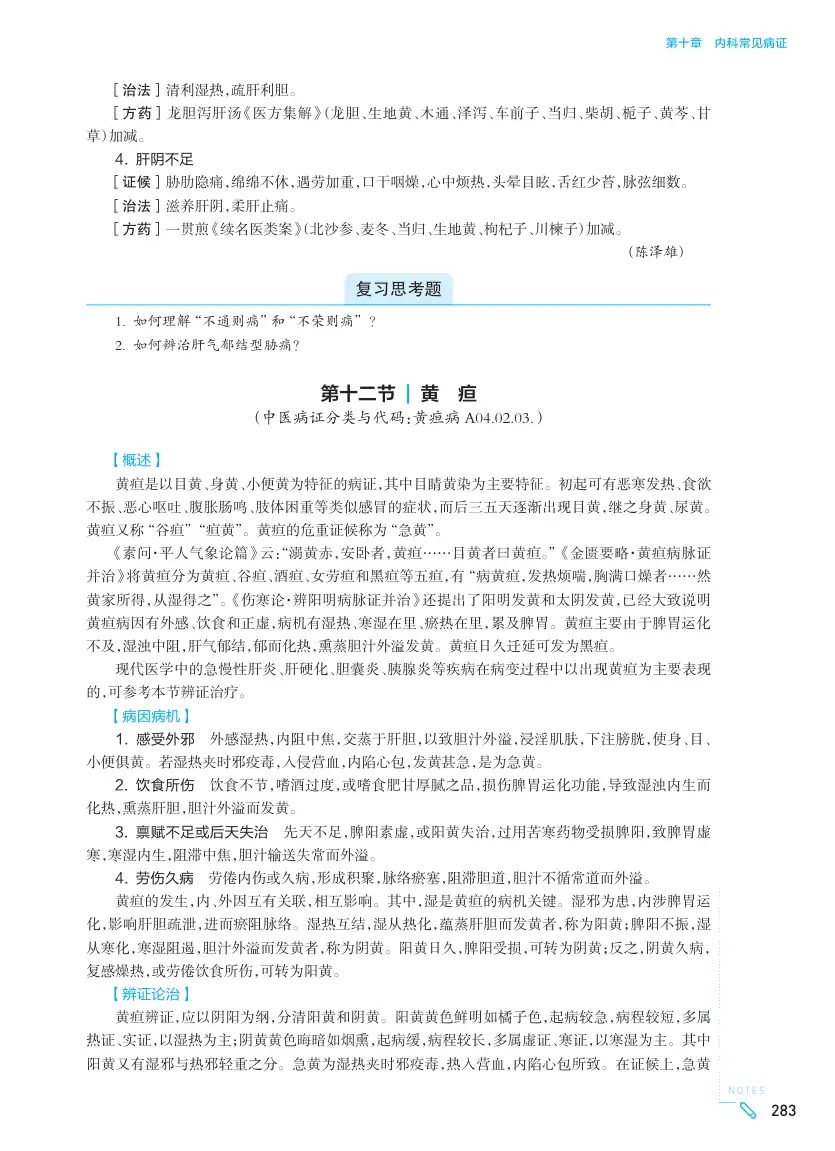 第十章　内科常见病证
［治法］清利湿热,疏肝利胆。
［方药］龙胆泻肝汤《医方集解》(龙胆、生地黄、木通、泽泻、车前子、当归、柴胡、栀子、黄芩、甘
草)加减。
4. 肝阴不足
［证候］胁肋隐痛,绵绵不休,遇劳加重,口干咽燥,心中烦热,头晕目眩,舌红少苔,脉弦细数。
［治法］滋养肝阴,柔肝止痛。
［方药］一贯煎《续名医类案》(北沙参、麦冬、当归、生地黄、枸杞子、川楝子)加减。
(陈泽雄)
复习思考题
1. 如何理解“不通则痛”和“不荣则痛”?
2. 如何辨治肝气郁结型胁痛?
第十二节 | 黄　疸
(中医病证分类与代码:黄疸病 A04.02.03.)
【概述】
黄疸是以目黄、身黄、小便黄为特征的病证,其中目睛黄染为主要特征。初起可有恶寒发热、食欲
不振、恶心呕吐、腹胀肠鸣、肢体困重等类似感冒的症状,而后三五天逐渐出现目黄,继之身黄、尿黄。
黄疸又称“谷疸”“疸黄”。黄疸的危重证候称为“急黄”。
《素问·平人气象论篇》云:“溺黄赤,安卧者,黄疸……目黄者曰黄疸。”《金匮要略·黄疸病脉证
并治》将黄疸分为黄疸、谷疸、酒疸、女劳疸和黑疸等五疸,有“病黄疸,发热烦喘,胸满口燥者……然
黄家所得,从湿得之”。《伤寒论·辨阳明病脉证并治》还提出了阳明发黄和太阴发黄,已经大致说明
黄疸病因有外感、饮食和正虚,病机有湿热、寒湿在里、瘀热在里,累及脾胃。黄疸主要由于脾胃运化
不及,湿浊中阻,肝气郁结,郁而化热,熏蒸胆汁外溢发黄。黄疸日久迁延可发为黑疸。
现代医学中的急慢性肝炎、肝硬化、胆囊炎、胰腺炎等疾病在病变过程中以出现黄疸为主要表现
的,可参考本节辨证治疗。
【病因病机】
1. 感受外邪　外感湿热,内阻中焦,交蒸于肝胆,以致胆汁外溢,浸淫肌肤,下注膀胱,使身、目、
小便俱黄。若湿热夹时邪疫毒,入侵营血,内陷心包,发黄甚急,是为急黄。
2. 饮食所伤　饮食不节,嗜酒过度,或嗜食肥甘厚腻之品,损伤脾胃运化功能,导致湿浊内生而
化热,熏蒸肝胆,胆汁外溢而发黄。
3. 禀赋不足或后天失治　先天不足,脾阳素虚,或阳黄失治,过用苦寒药物受损脾阳,致脾胃虚
寒,寒湿内生,阻滞中焦,胆汁输送失常而外溢。
4. 劳伤久病　劳倦内伤或久病,形成积聚,脉络瘀塞,阻滞胆道,胆汁不循常道而外溢。
黄疸的发生,内、外因互有关联,相互影响。其中,湿是黄疸的病机关键。湿邪为患,内涉脾胃运
化,影响肝胆疏泄,进而瘀阻脉络。湿热互结,湿从热化,蕴蒸肝胆而发黄者,称为阳黄;脾阳不振,湿
从寒化,寒湿阻遏,胆汁外溢而发黄者,称为阴黄。阳黄日久,脾阳受损,可转为阴黄;反之,阴黄久病,
复感燥热,或劳倦饮食所伤,可转为阳黄。
【辨证论治】
黄疸辨证,应以阴阳为纲,分清阳黄和阴黄。阳黄黄色鲜明如橘子色,起病较急,病程较短,多属
热证、实证,以湿热为主;阴黄黄色晦暗如烟熏,起病缓,病程较长,多属虚证、寒证,以寒湿为主。其中
阳黄又有湿邪与热邪轻重之分。急黄为湿热夹时邪疫毒,热入营血,内陷心包所致。在证候上,急黄
NOTES
283